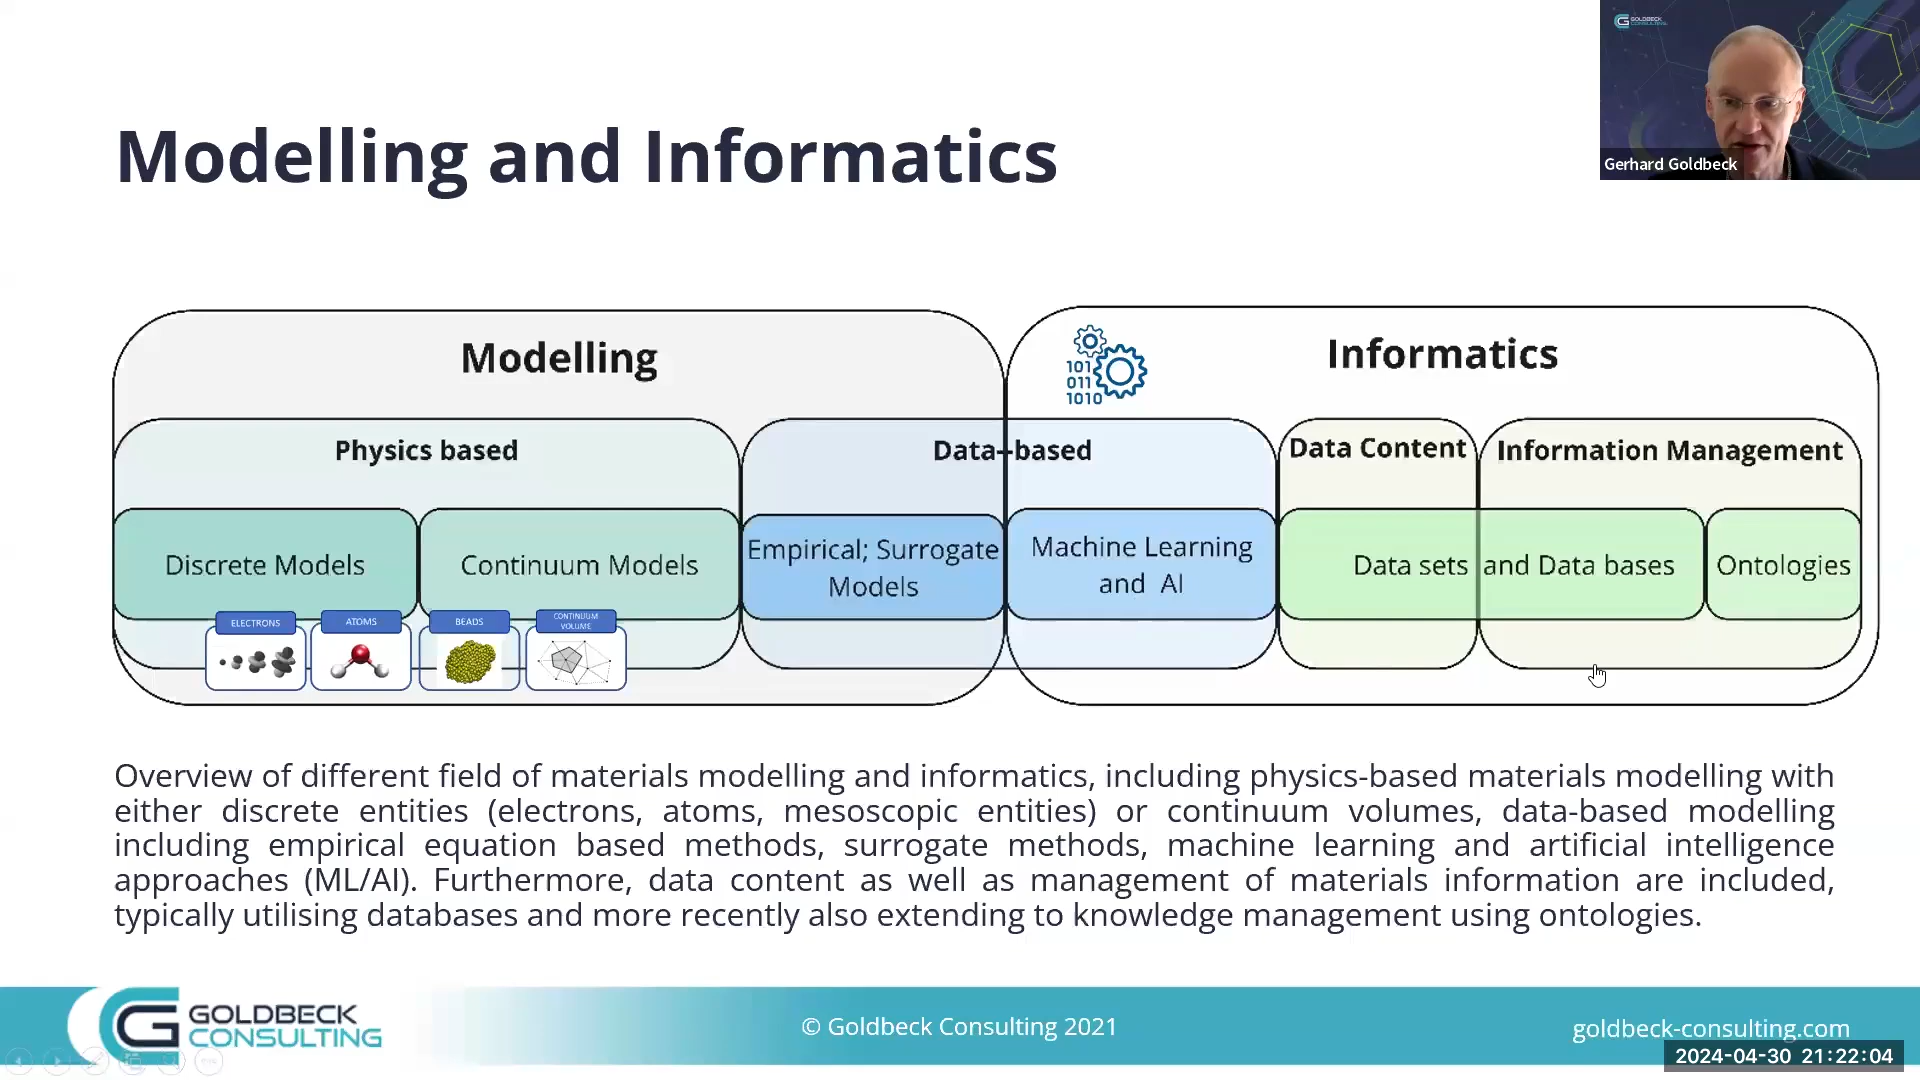 GOLDBECK
CONSULTING
Gerhard Goldbeck
Modelling and Informatics
Modelling
101
011
1010
Informatics
Physics based
Data-based
Data Content
Information Management
Discrete Models
Continuum Models
Empirical; Surrogate
Models
Machine Learning
and AI
Data sets and Data bases
Ontologies
ELECTRONS
ATOMS
BEADS
CONTINUUM
VOLUME
Overview of different field of materials modelling and informatics, including physics-based materials modelling with
either discrete entities (electrons, atoms, mesoscopic entities) or continuum volumes, data-based modelling
including empirical equation based methods, surrogate methods, machine learning and artificial intelligence
approaches (ML/AI). Furthermore, data content as well as management of materials information are included,
typically utilising databases and more recently also extending to knowledge management using ontologies.
GOLDBECK
CONSULTING
© Goldbeck Consulting 2021
goldbeck-consulting.com
2024-04-30 21:22:04